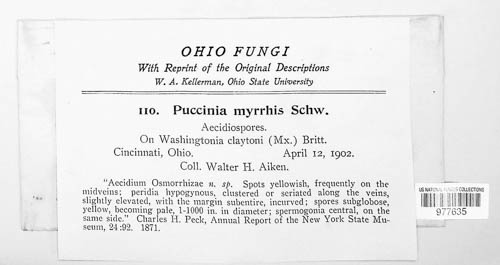 OHIO FUNGI
With Reprint of the Original Descriptions
W. A. Kellerman, Ohio State University
110. Puccinia myrrhis Schw.
Aecidiospores.
On Washingtonia claytoni (Mx.) Britt.
Cincinnati, Ohio. April 12, 1902.
Coll. Walter H. Aiken.
"Aecidium Osmorrhizae n. sp. Spots yellowish, frequently on the
midveins; peridia hypogynous, clustered or seriated along the veins,
slightly elevated, with the margin subentire, incurved; spores subglobose,
yellow, becoming pale, 1-1000 in. in diameter; spermogonia central, on the
same side." Charles H. Peck, Annual Report of the New York State Mu-
seum, 24:92. 1871.
US NATIONAL FUNGUS COLLECTIONS
977635